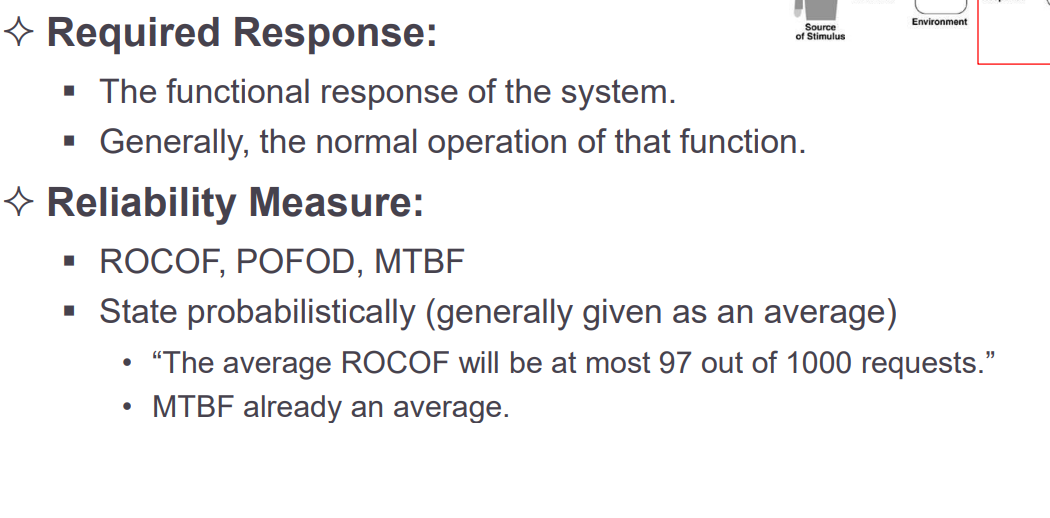 Source
of Stimulus
Environment
✧ Required Response:
▪ The functional response of the system.
▪ Generally, the normal operation of that function.
✧ Reliability Measure:
▪ ROCOF, POFOD, MTBF
▪ State probabilistically (generally given as an average)
• “The average ROCOF will be at most 97 out of 1000 requests.”
• MTBF already an average.